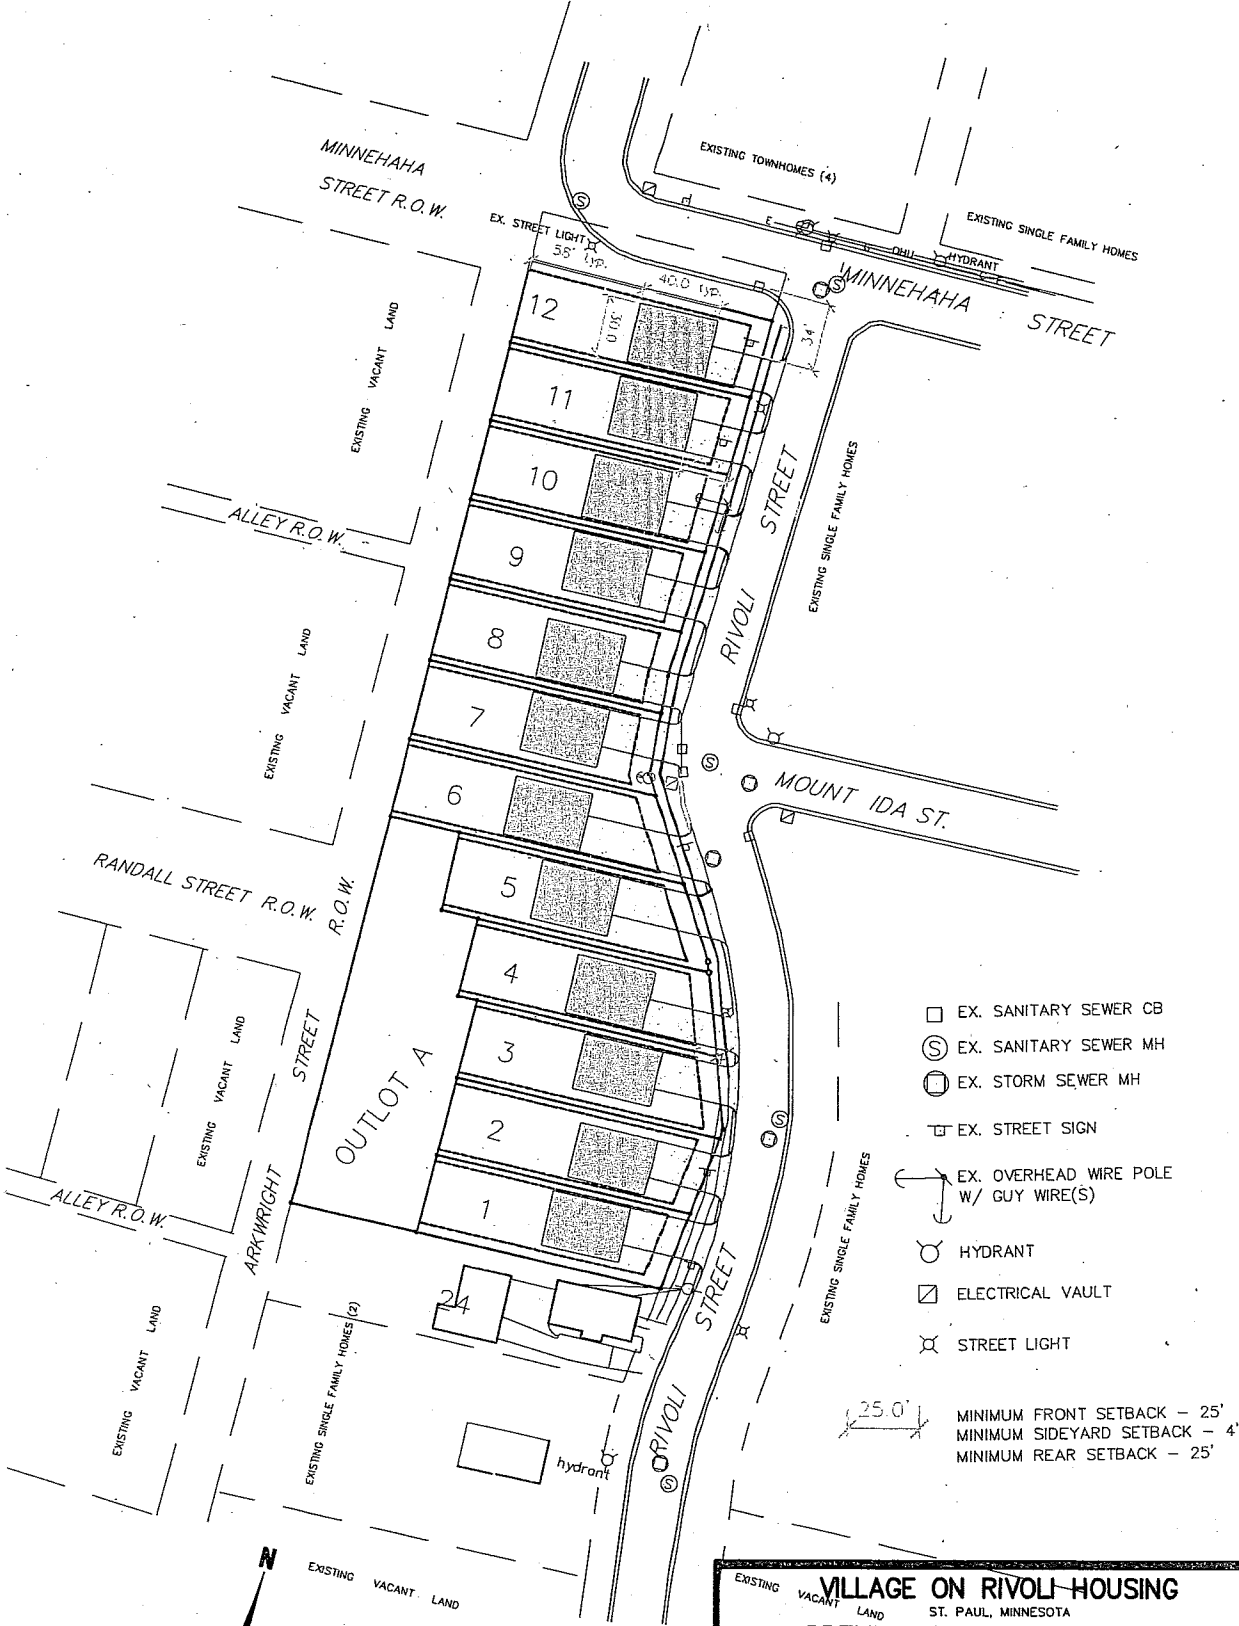 MINNEHAHA
STREET R.O.W.
EXISTING TOWNHOMES (4)
EXISTING SINGLE FAMILY HOMES
EX. STREET LIGHT
E
OHU
HYDRANT
MINNEHAHA
STREET
58' typ.
40.0 typ.
34'
12
11
10
9
8
7
6
5
4
3
2
1
24
EXISTING VACANT LAND
ALLEY R.O.W.
EXISTING VACANT LAND
RIVOLI
STREET
EXISTING SINGLE FAMILY HOMES
MOUNT IDA ST.
RANDALL STREET R.O.W.
ARKWRIGHT
STREET
R.O.W.
OUTLOT A
EXISTING VACANT LAND
EXISTING VACANT LAND
ALLEY R.O.W.
EXISTING SINGLE FAMILY HOMES (2)
EXISTING SINGLE FAMILY HOMES
RIVOLI
STREET
hydrant
EX. SANITARY SEWER CB
S EX. SANITARY SEWER MH
EX. STORM SEWER MH
EX. STREET SIGN
EX. OVERHEAD WIRE POLE
W/ GUY WIRE(S)
HYDRANT
ELECTRICAL VAULT
STREET LIGHT
25.0'
MINIMUM FRONT SETBACK - 25'
MINIMUM SIDEYARD SETBACK - 4'
MINIMUM REAR SETBACK - 25'
N
EXISTING VACANT LAND
EXISTING VACANT LAND
VILLAGE ON RIVOLI HOUSING
ST. PAUL, MINNESOTA